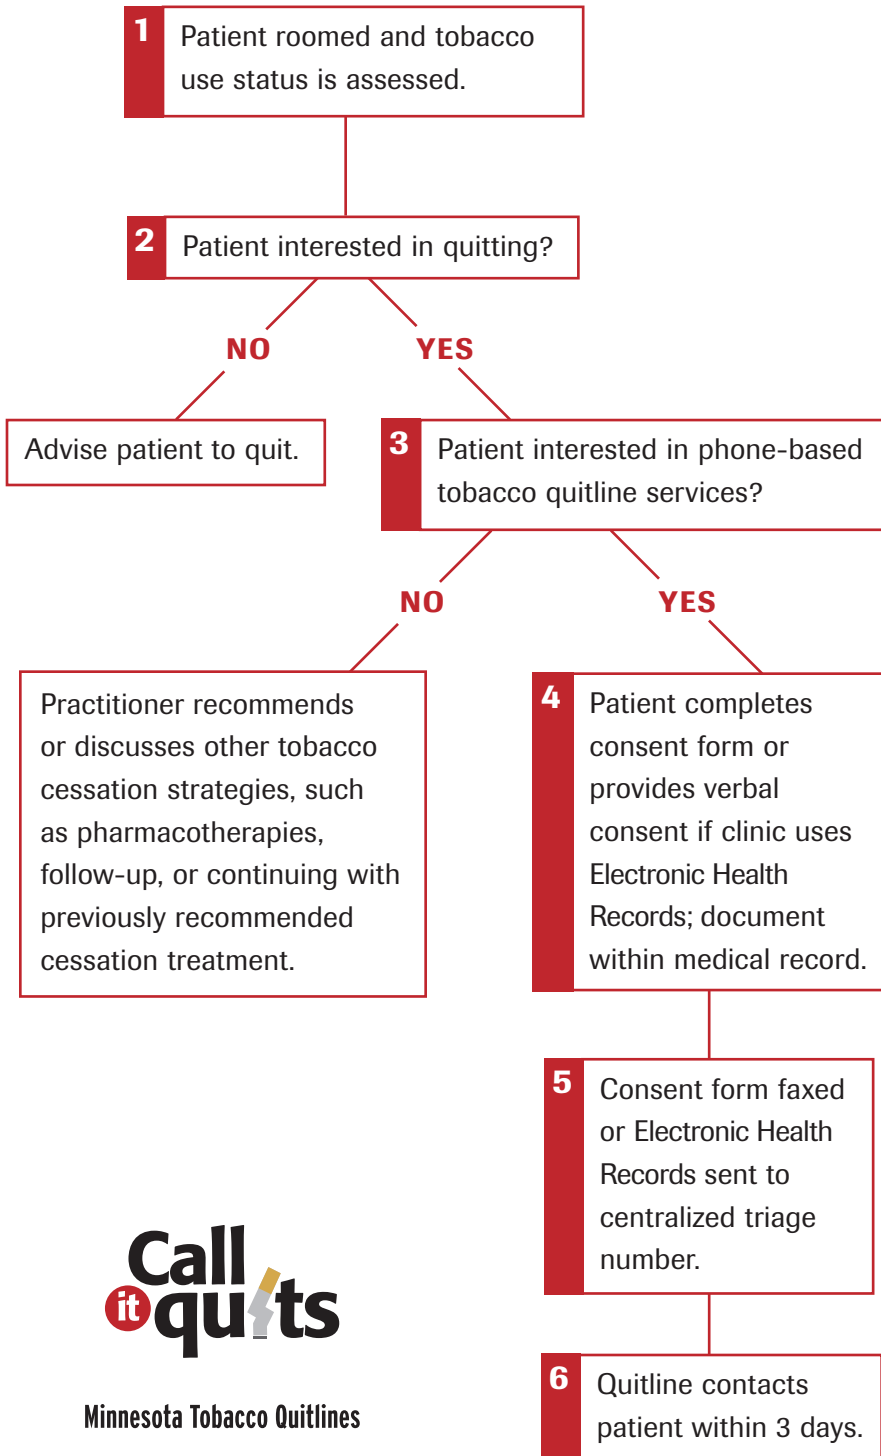 1
Patient roomed and tobacco
use status is assessed.
2
Patient interested in quitting?
NO
YES
Advise patient to quit.
3
Patient interested in phone-based
tobacco quitline services?
NO
YES
Practitioner recommends
or discusses other tobacco
cessation strategies, such
as pharmacotherapies,
follow-up, or continuing with
previously recommended
cessation treatment.
4
Patient completes
consent form or
provides verbal
consent if clinic uses
Electronic Health
Records; document
within medical record.
5
Consent form faxed
or Electronic Health
Records sent to
centralized triage
number.
6
Quitline contacts
patient within 3 days.
Call
it quits
Minnesota Tobacco Quitlines